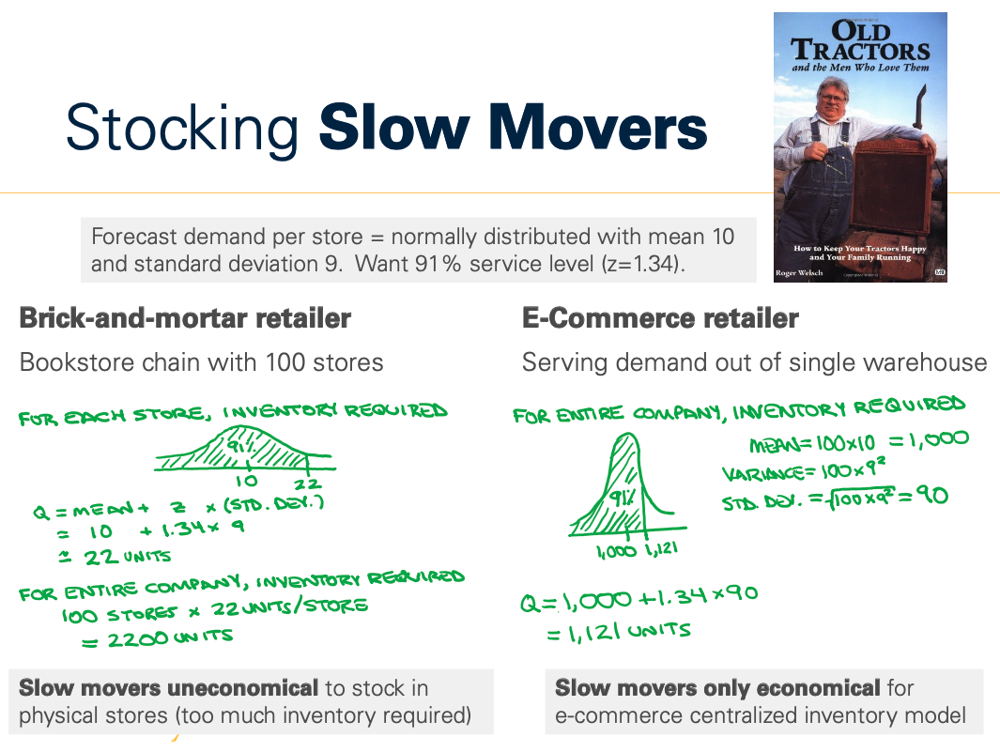 OLD
TRACTORS
and the Men Who Love Them
How to Keep Your Tractors Happy
and Your Family Running
Roger Welsch
Stocking Slow Movers
Forecast demand per store = normally distributed with mean 10
and standard deviation 9. Want 91% service level (z=1.34).
Brick-and-mortar retailer
Bookstore chain with 100 stores
FOR EACH STORE, INVENTORY REQUIRED
91%
10
22
Q = MEAN + Z × (STD. DEV.)
= 10 + 1.34 × 9
≈ 22 UNITS
FOR ENTIRE COMPANY, INVENTORY REQUIRED
100 STORES × 22 UNITS/STORE
= 2200 UNITS
Slow movers uneconomical to stock in
physical stores (too much inventory required)
E-Commerce retailer
Serving demand out of single warehouse
FOR ENTIRE COMPANY, INVENTORY REQUIRED
MEAN = 100×10 = 1,000
VARIANCE = 100×9²
STD. DEV. = √100×9² = 90
91%
1,000 1,121
Q = 1,000 + 1.34 × 90
= 1,121 UNITS
Slow movers only economical for
e-commerce centralized inventory model